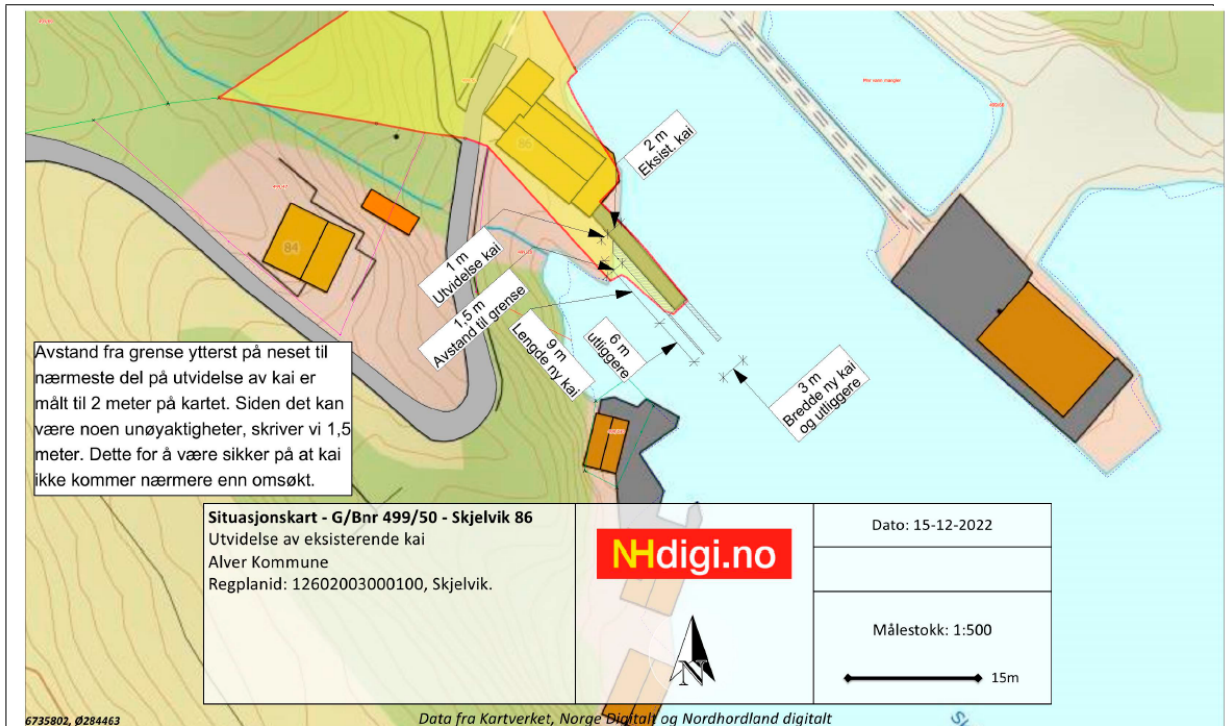 86
2 m
Eksist. kai
84
1 m
Utvidelse kai
1,5 m
Avstand til grense
9 m
Lengde ny kai
6 m
utliggere
3 m
Bredde ny kai
og utliggere
Avstand fra grense ytterst på neset til
nærmeste del på utvidelse av kai er
målt til 2 meter på kartet. Siden det kan
være noen unøyaktigheter, skriver vi 1,5
meter. Dette for å være sikker på at kai
ikke kommer nærmere enn omsøkt.
Situasjonskart - G/Bnr 499/50 - Skjelvik 86
Utvidelse av eksisterende kai
Alver Kommune
Regplanid: 12602003000100, Skjelvik.
NHdigi.no
N
Dato: 15-12-2022
Målestokk: 1:500
15m
6735802, Ø284463
Data fra Kartverket, Norge Digitalt og Nordhordland digitalt